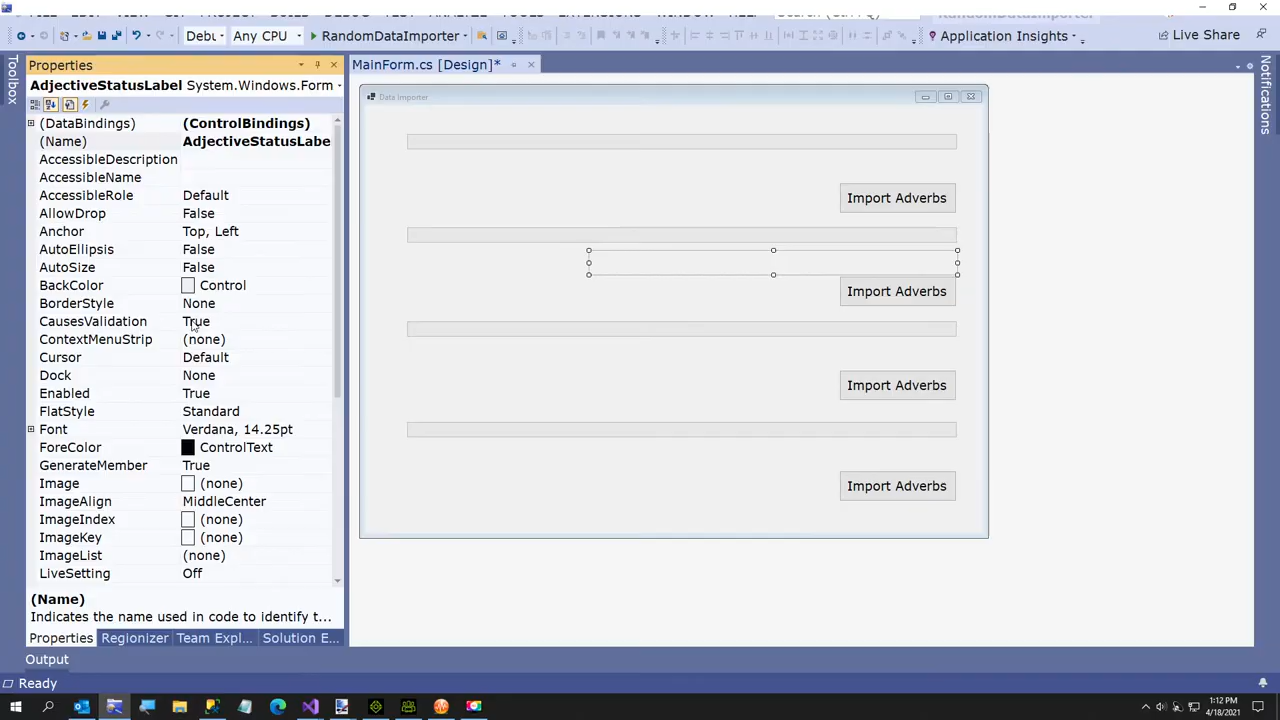 Debu
Any CPU
RandomDataImporter
Application Insights
Live Share
Toolbox
Properties
MainForm.cs [Design]*
Notifications
AdjectiveStatusLabel System.Windows.Form
Data Importer
(DataBindings) (ControlBindings)
(Name) AdjectiveStatusLabe
AccessibleDescription
AccessibleName
AccessibleRole Default
AllowDrop False
Anchor Top, Left
AutoEllipsis False
AutoSize False
BackColor Control
BorderStyle None
CausesValidation True
ContextMenuStrip (none)
Cursor Default
Dock None
Enabled True
FlatStyle Standard
Font Verdana, 14.25pt
ForeColor ControlText
GenerateMember True
Image (none)
ImageAlign MiddleCenter
ImageIndex (none)
ImageKey (none)
ImageList (none)
LiveSetting Off
Import Adverbs
Import Adverbs
Import Adverbs
Import Adverbs
(Name)
Indicates the name used in code to identify t...
Properties Regionizer Team Expl... Solution E...
Output
Ready
1:12 PM
4/18/2021